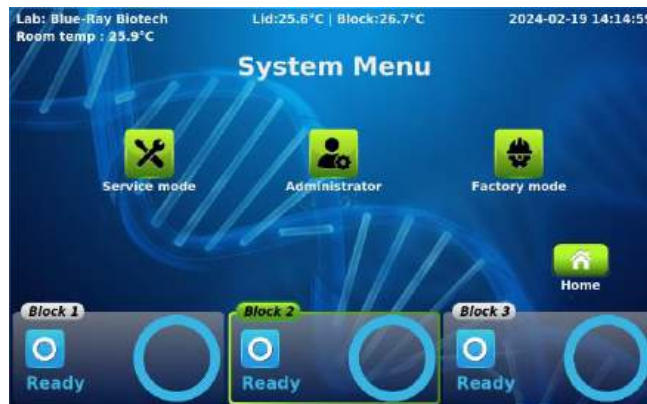 Lab: Blue-Ray Biotech
Lid:25.6°C | Block:26.7°C
2024-02-19 14:14:59
Room temp : 25.9°C
System Menu
Service mode
Administrator
Factory mode
Home
Block 1
Block 2
Block 3
Ready
Ready
Ready